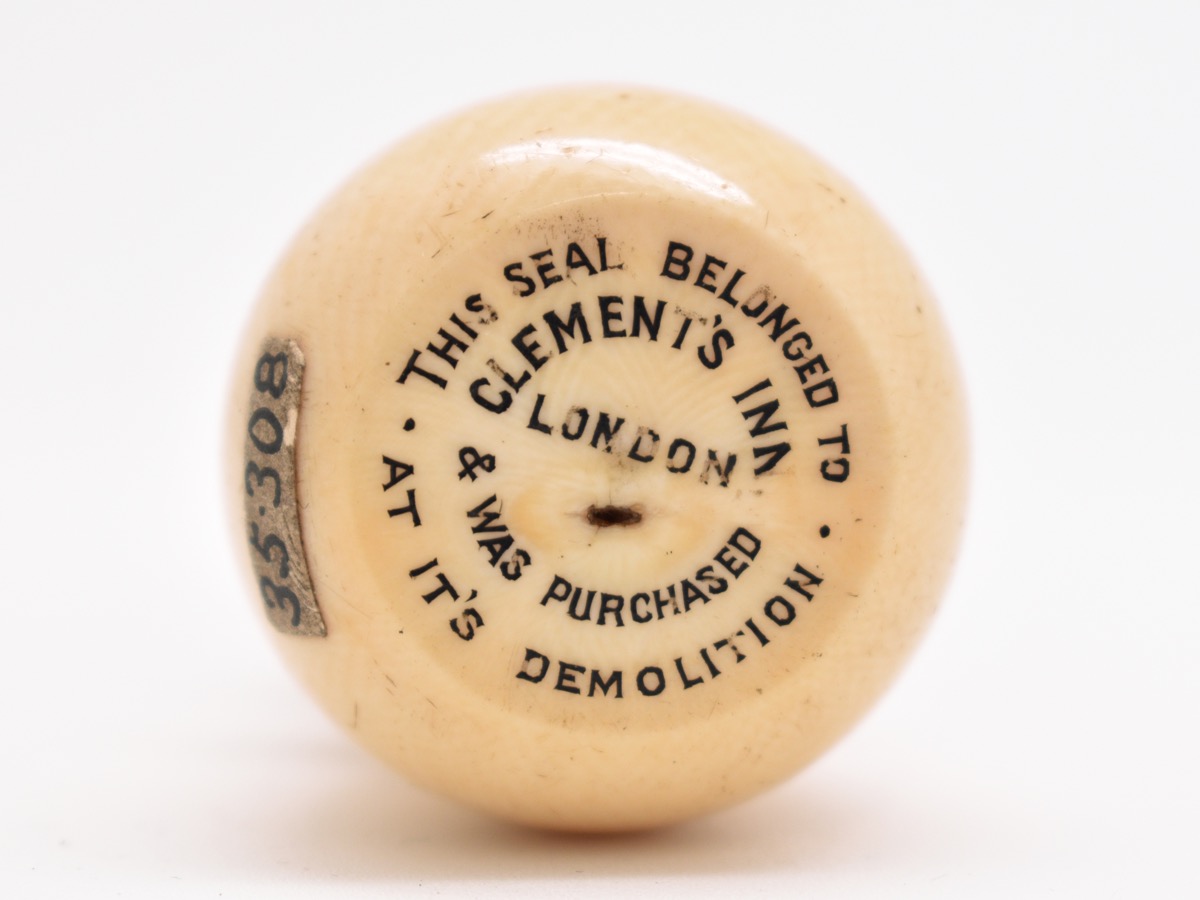 THIS SEAL BELONGED TO
CLEMENT'S INN
LONDON
& WAS PURCHASED
· AT IT'S DEMOLITION ·
35·308